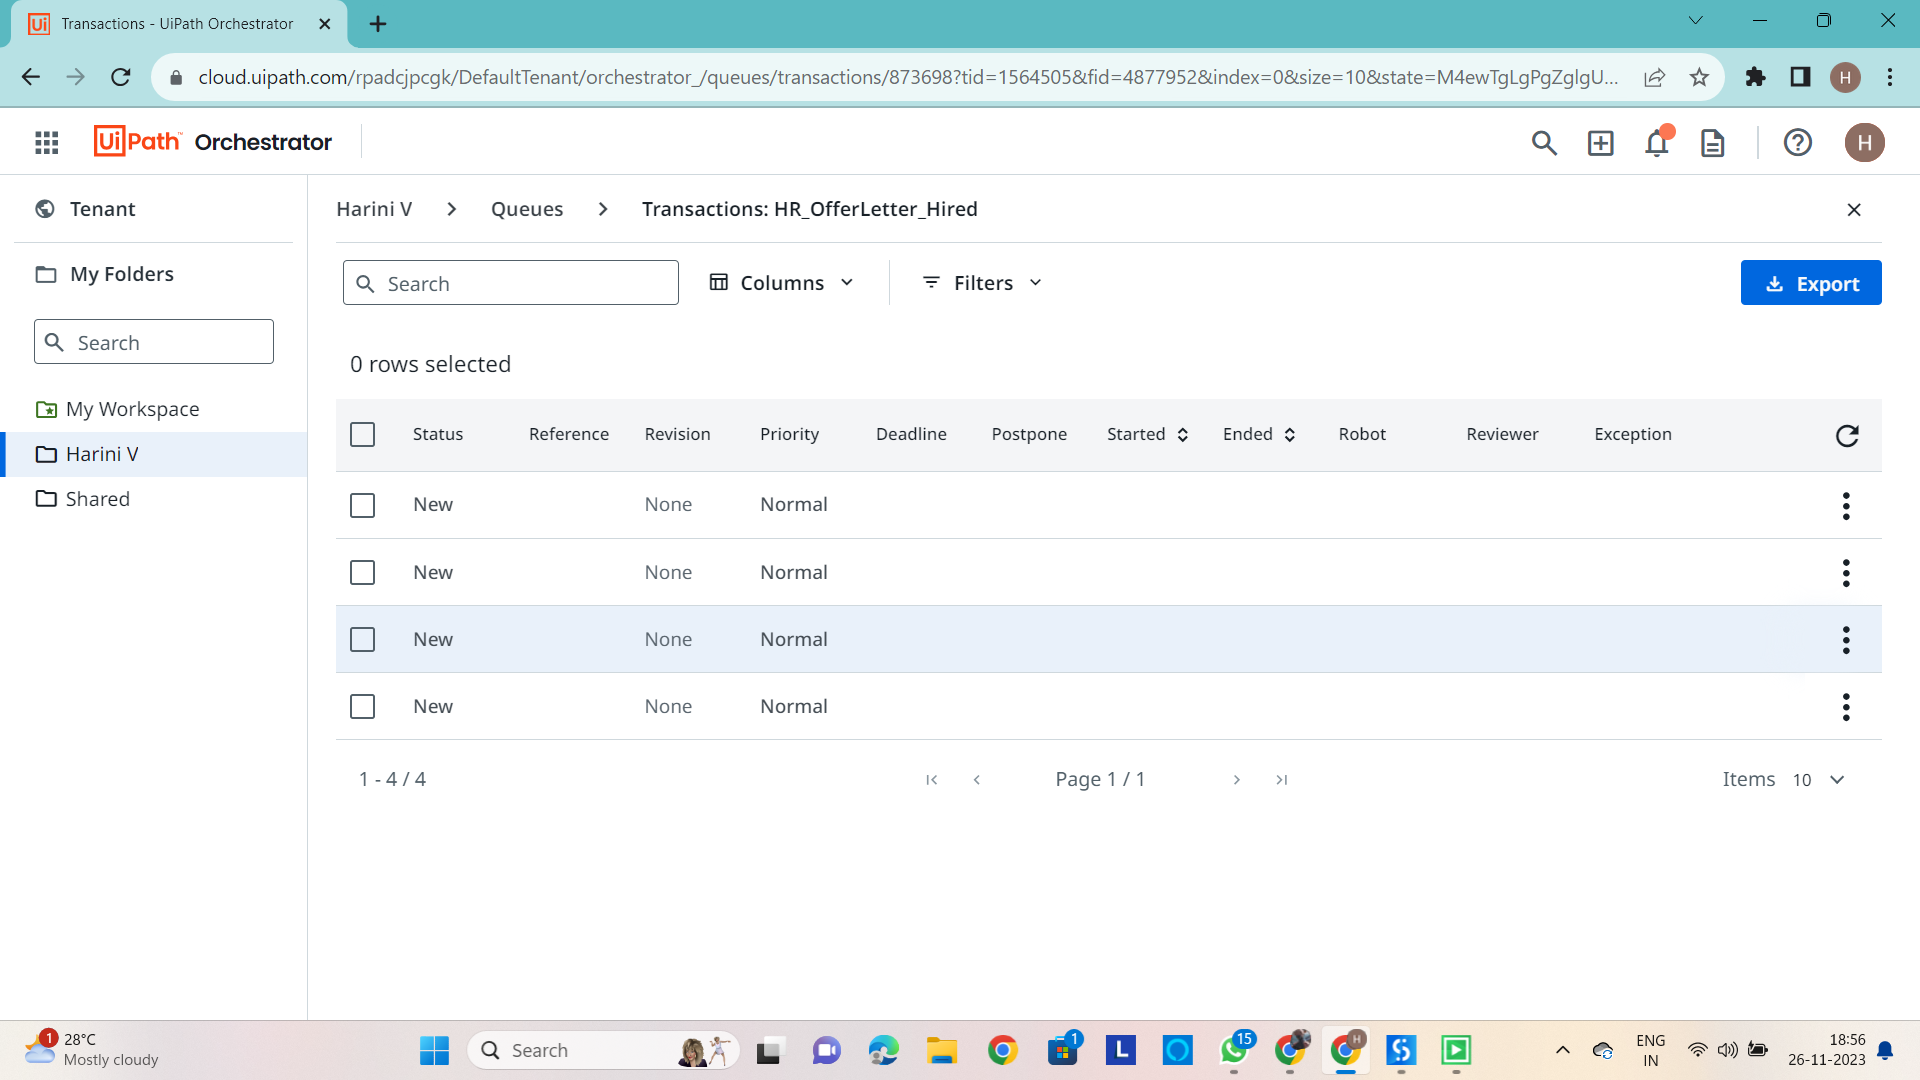 Transactions - UiPath Orchestrator
cloud.uipath.com/rpadcjpcgk/DefaultTenant/orchestrator_/queues/transactions/873698?tid=1564505&fid=4877952&index=0&size=10&state=M4ewTgLgPgZglgU...
H
UiPath™ Orchestrator
H
Tenant
My Folders
Search
My Workspace
Harini V
Shared
Harini V > Queues > Transactions: HR_OfferLetter_Hired
Search
Columns
Filters
Export
0 rows selected
Status Reference Revision Priority Deadline Postpone Started Ended Robot Reviewer Exception
New None Normal
New None Normal
New None Normal
New None Normal
1 - 4 / 4
Page 1 / 1
Items 10
1
28°C
Mostly cloudy
Search
1
L
15
H
ENG
IN
18:56
26-11-2023